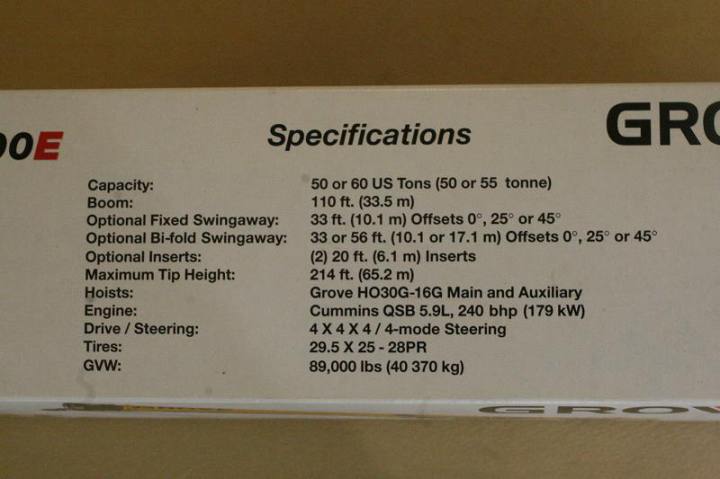 00E
Specifications
GRO
Capacity: 50 or 60 US Tons (50 or 55 tonne)
Boom: 110 ft. (33.5 m)
Optional Fixed Swingaway: 33 ft. (10.1 m) Offsets 0°, 25° or 45°
Optional Bi-fold Swingaway: 33 or 56 ft. (10.1 or 17.1 m) Offsets 0°, 25° or 45°
Optional Inserts: (2) 20 ft. (6.1 m) Inserts
Maximum Tip Height: 214 ft. (65.2 m)
Hoists: Grove HO30G-16G Main and Auxiliary
Engine: Cummins QSB 5.9L, 240 bhp (179 kW)
Drive / Steering: 4 X 4 X 4 / 4-mode Steering
Tires: 29.5 X 25 - 28PR
GVW: 89,000 lbs (40 370 kg)
GROV